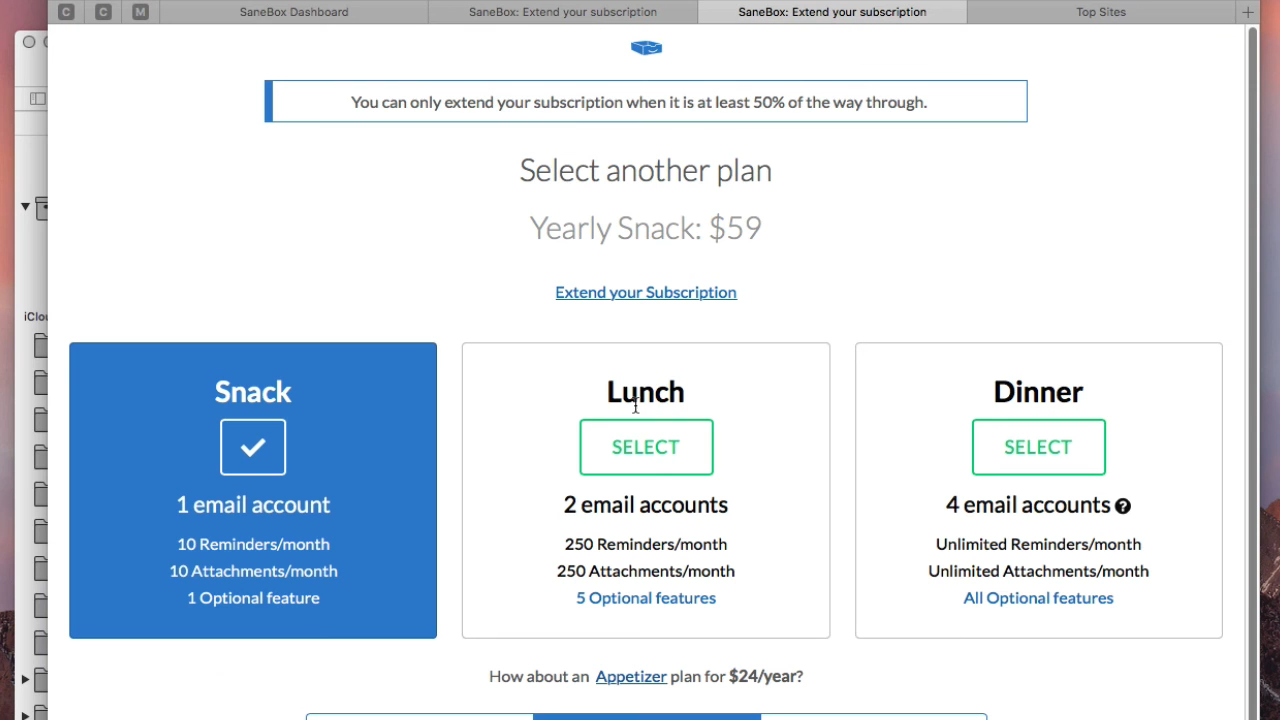 C
C
M
SaneBox Dashboard
SaneBox: Extend your subscription
SaneBox: Extend your subscription
Top Sites
You can only extend your subscription when it is at least 50% of the way through.
Select another plan
Yearly Snack: $59
Extend your Subscription
Snack
1 email account
10 Reminders/month
10 Attachments/month
1 Optional feature
Lunch
SELECT
2 email accounts
250 Reminders/month
250 Attachments/month
5 Optional features
Dinner
SELECT
4 email accounts ?
Unlimited Reminders/month
Unlimited Attachments/month
All Optional features
How about an Appetizer plan for $24/year?